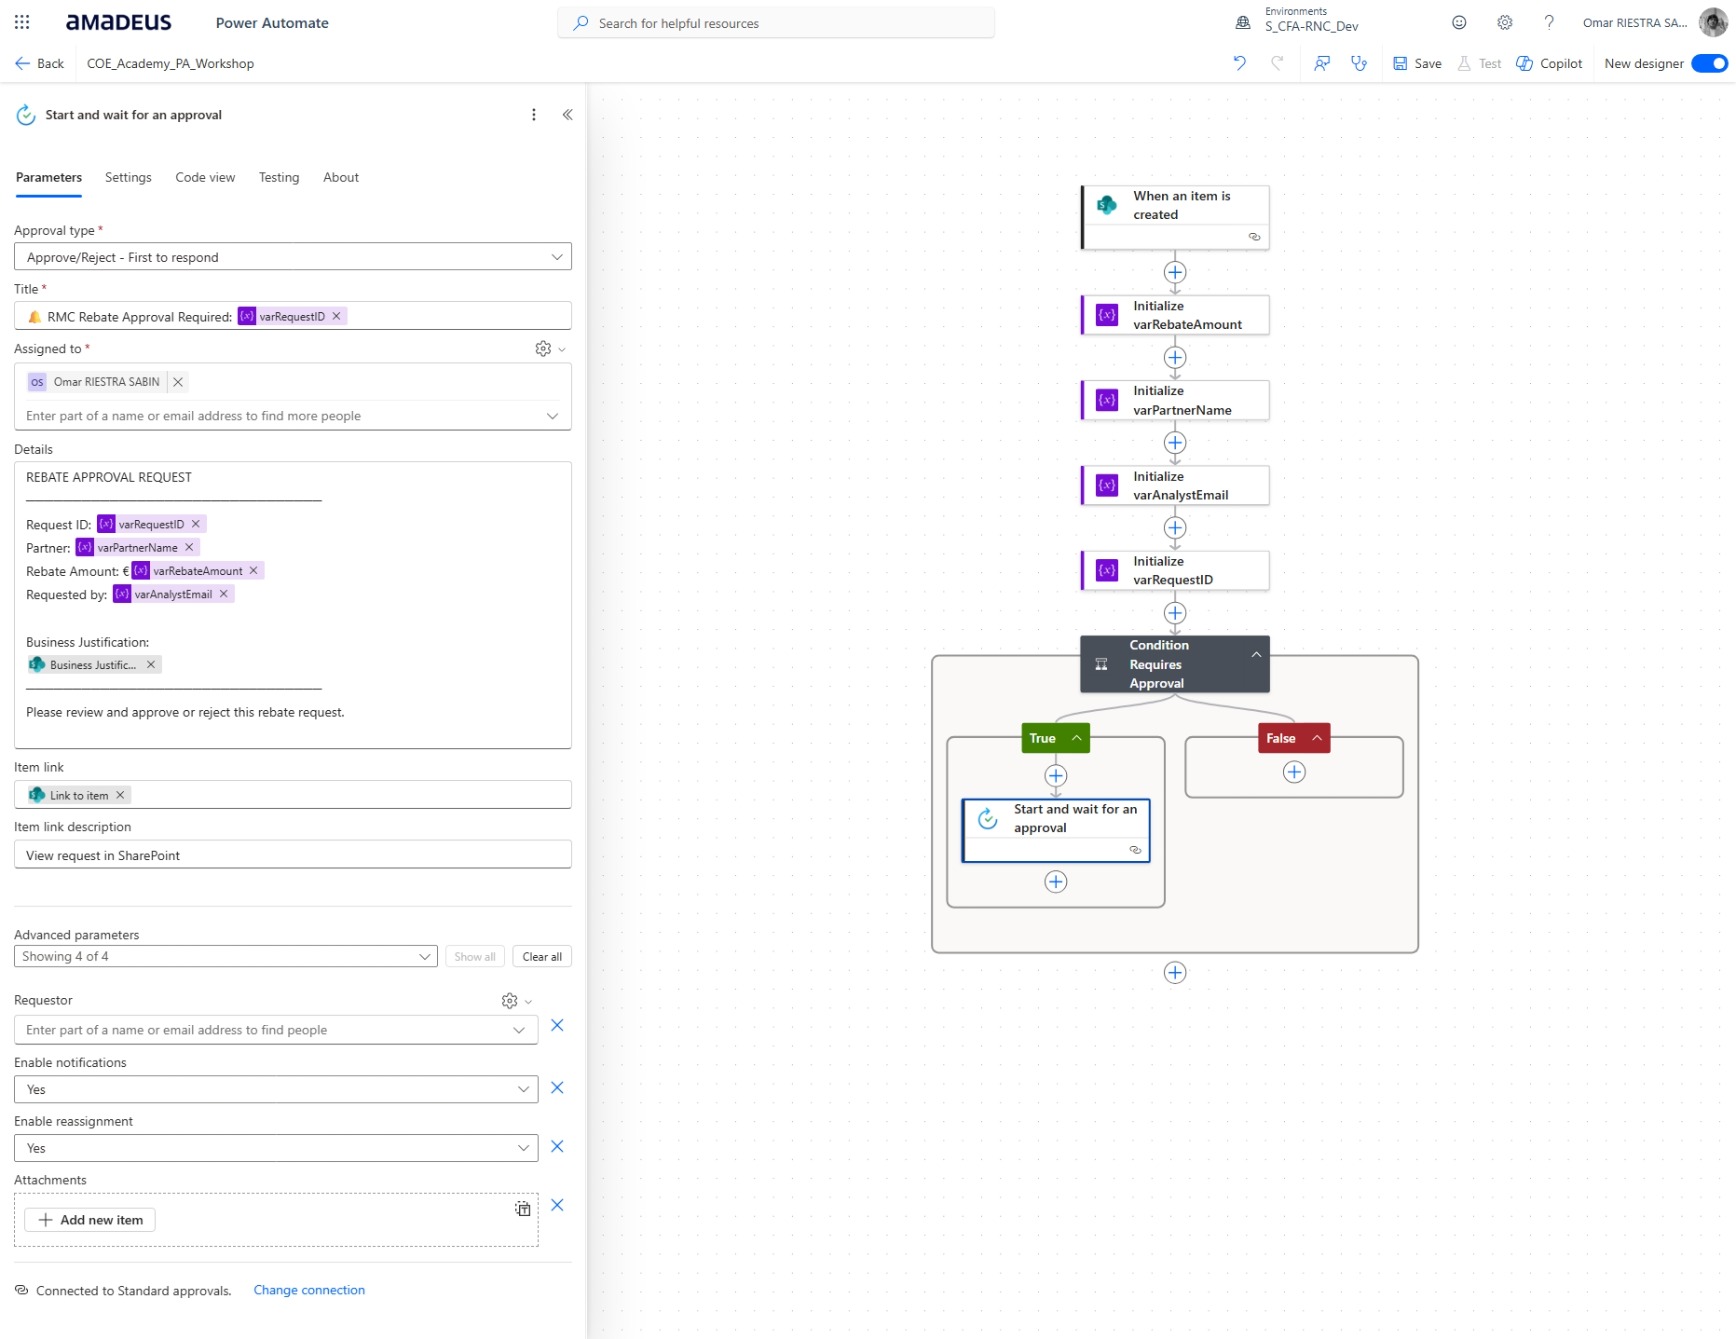 amadeus
Power Automate
Search for helpful resources
Environments
S_CFA-RNC_Dev
Omar RIESTRA SA...
Back
COE_Academy_PA_Workshop
Save
Test
Copilot
New designer
Start and wait for an approval
Parameters
Settings
Code view
Testing
About
Approval type *
Approve/Reject - First to respond
Title *
🔔 RMC Rebate Approval Required: {x} varRequestID
Assigned to *
OS Omar RIESTRA SABIN
Enter part of a name or email address to find more people
Details
REBATE APPROVAL REQUEST
Request ID: {x} varRequestID
Partner: {x} varPartnerName
Rebate Amount: € {x} varRebateAmount
Requested by: {x} varAnalystEmail
Business Justification:
Business Justific...
Please review and approve or reject this rebate request.
Item link
Link to item
Item link description
View request in SharePoint
Advanced parameters
Showing 4 of 4
Show all
Clear all
Requestor
Enter part of a name or email address to find people
Enable notifications
Yes
Enable reassignment
Yes
Attachments
Add new item
Connected to Standard approvals.
Change connection
When an item is
created
{x} Initialize
varRebateAmount
{x} Initialize
varPartnerName
{x} Initialize
varAnalystEmail
{x} Initialize
varRequestID
Condition
Requires
Approval
True
False
Start and wait for an
approval